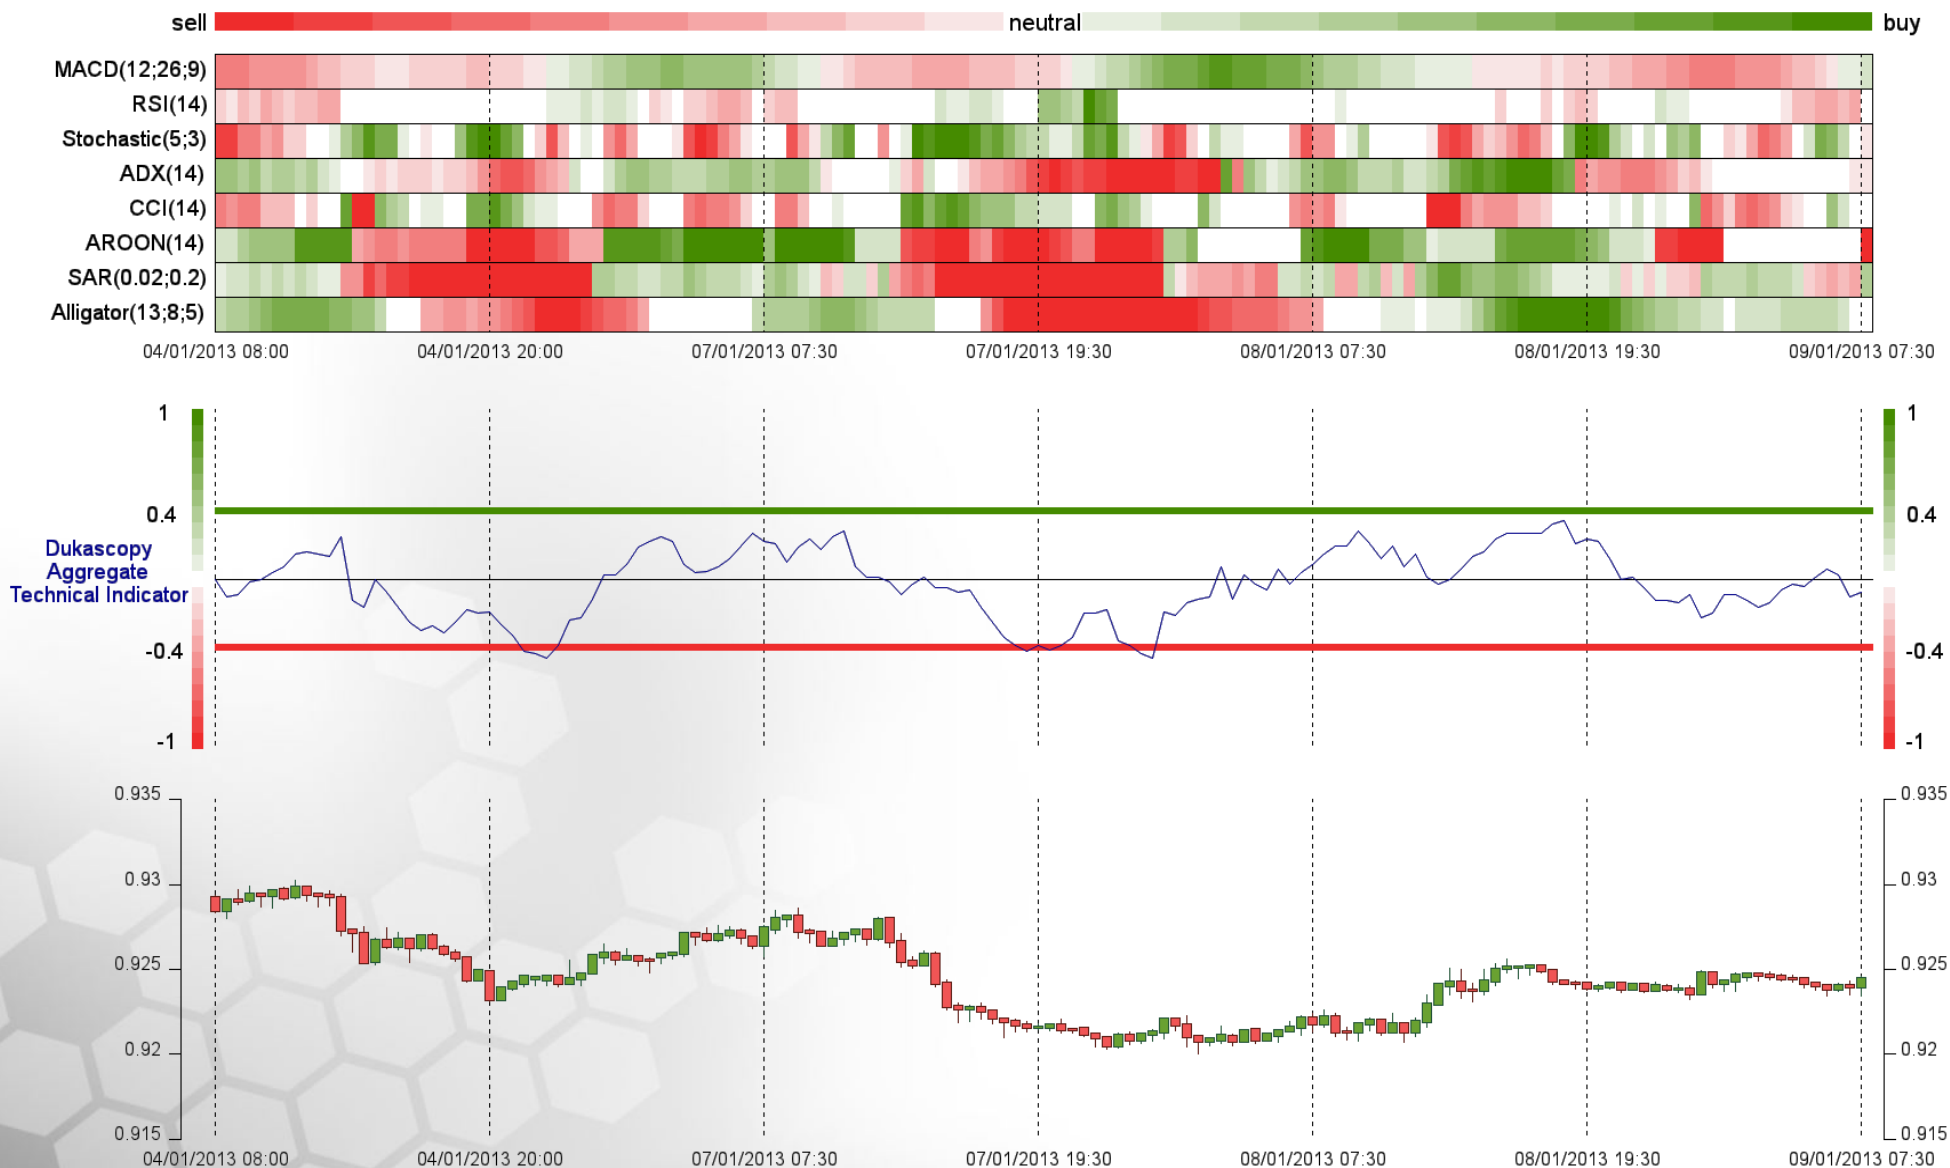 sell neutral buy
MACD(12;26;9)
RSI(14)
Stochastic(5;3)
ADX(14)
CCI(14)
AROON(14)
SAR(0.02;0.2)
Alligator(13;8;5)
04/01/2013 08:00 04/01/2013 20:00 07/01/2013 07:30 07/01/2013 19:30 08/01/2013 07:30 08/01/2013 19:30 09/01/2013 07:30
1 1
0.4 0.4
Dukascopy
Aggregate
Technical Indicator
-0.4 -0.4
-1 -1
0.935 0.935
0.93 0.93
0.925 0.925
0.92 0.92
0.915 0.915
04/01/2013 08:00 04/01/2013 20:00 07/01/2013 07:30 07/01/2013 19:30 08/01/2013 07:30 08/01/2013 19:30 09/01/2013 07:30